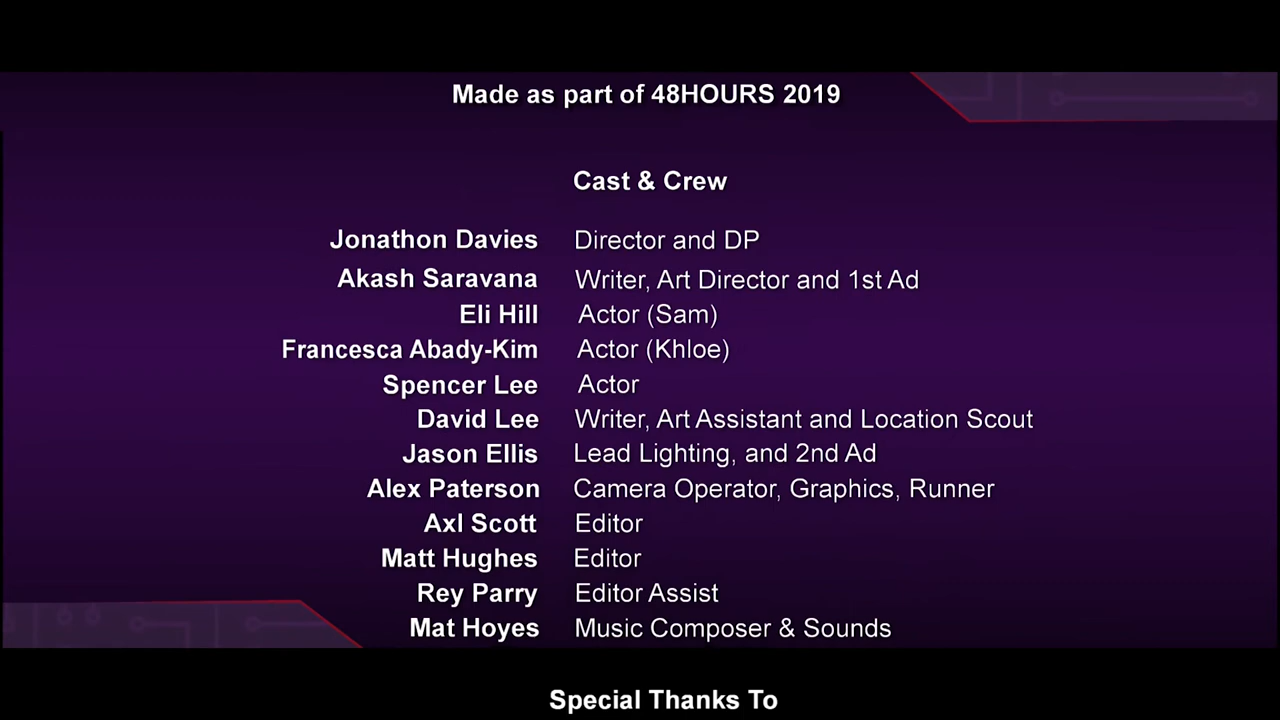 Made as part of 48HOURS 2019
Cast & Crew
Jonathon Davies Director and DP
Akash Saravana Writer, Art Director and 1st Ad
Eli Hill Actor (Sam)
Francesca Abady-Kim Actor (Khloe)
Spencer Lee Actor
David Lee Writer, Art Assistant and Location Scout
Jason Ellis Lead Lighting, and 2nd Ad
Alex Paterson Camera Operator, Graphics, Runner
Axl Scott Editor
Matt Hughes Editor
Rey Parry Editor Assist
Mat Hoyes Music Composer & Sounds
Special Thanks To